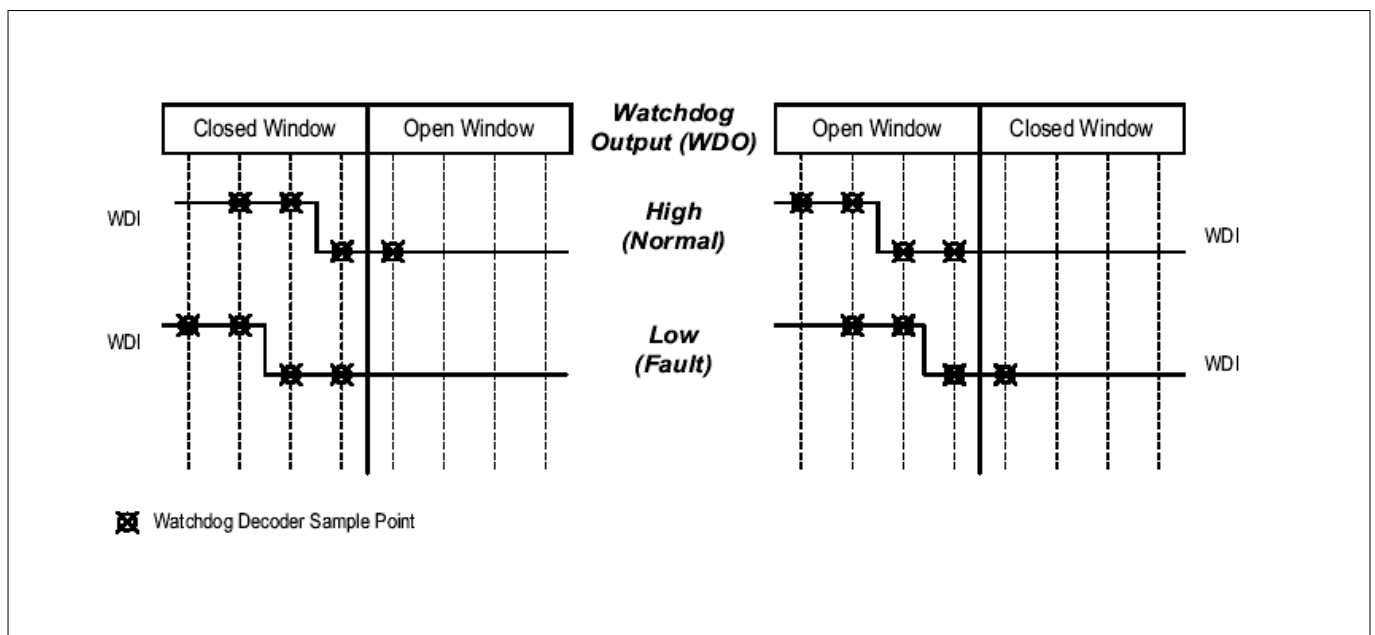 Closed Window
Open Window
Watchdog
Output (WDO)
Open Window
Closed Window
WDI
High
(Normal)
WDI
WDI
Low
(Fault)
WDI
Watchdog Decoder Sample Point